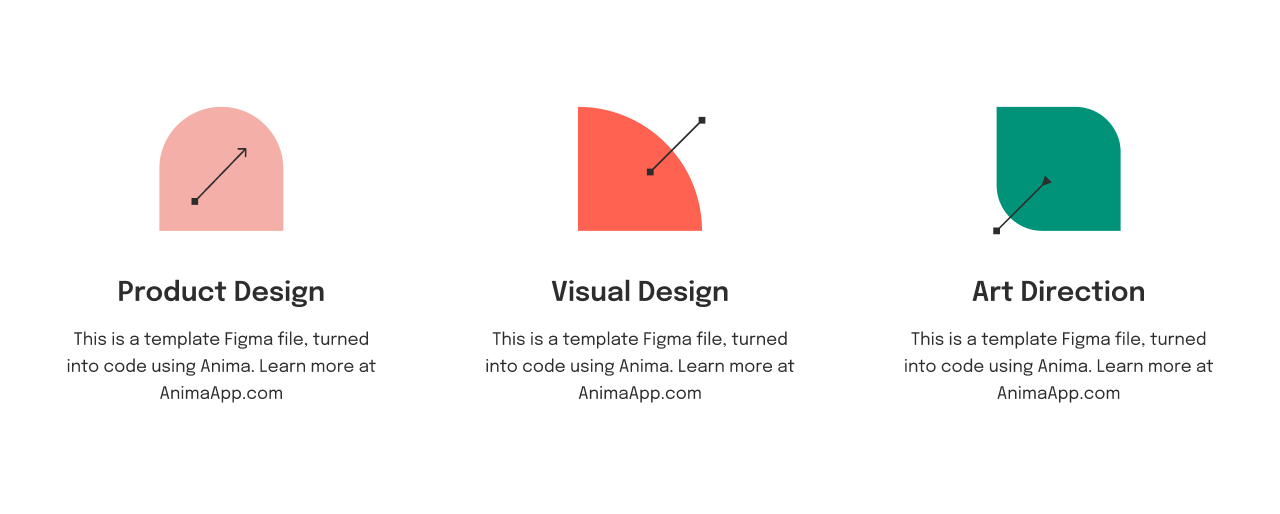 Product Design
This is a template Figma file, turned
into code using Anima. Learn more at
AnimaApp.com
Visual Design
This is a template Figma file, turned
into code using Anima. Learn more at
AnimaApp.com
Art Direction
This is a template Figma file, turned
into code using Anima. Learn more at
AnimaApp.com